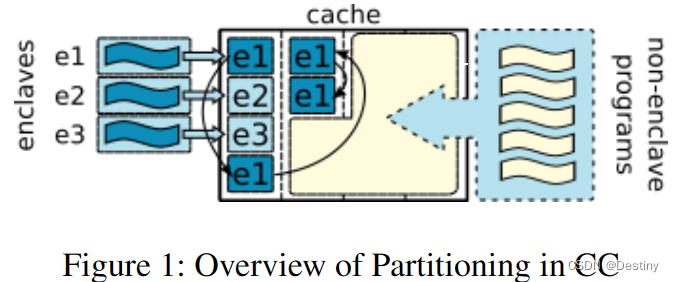 cache
enclaves
e1
e2
e3
e1
e2
e3
e1
e1
e1
non-enclave
programs
Figure 1: Overview of Partitioning in CC
CSDN @Destiny